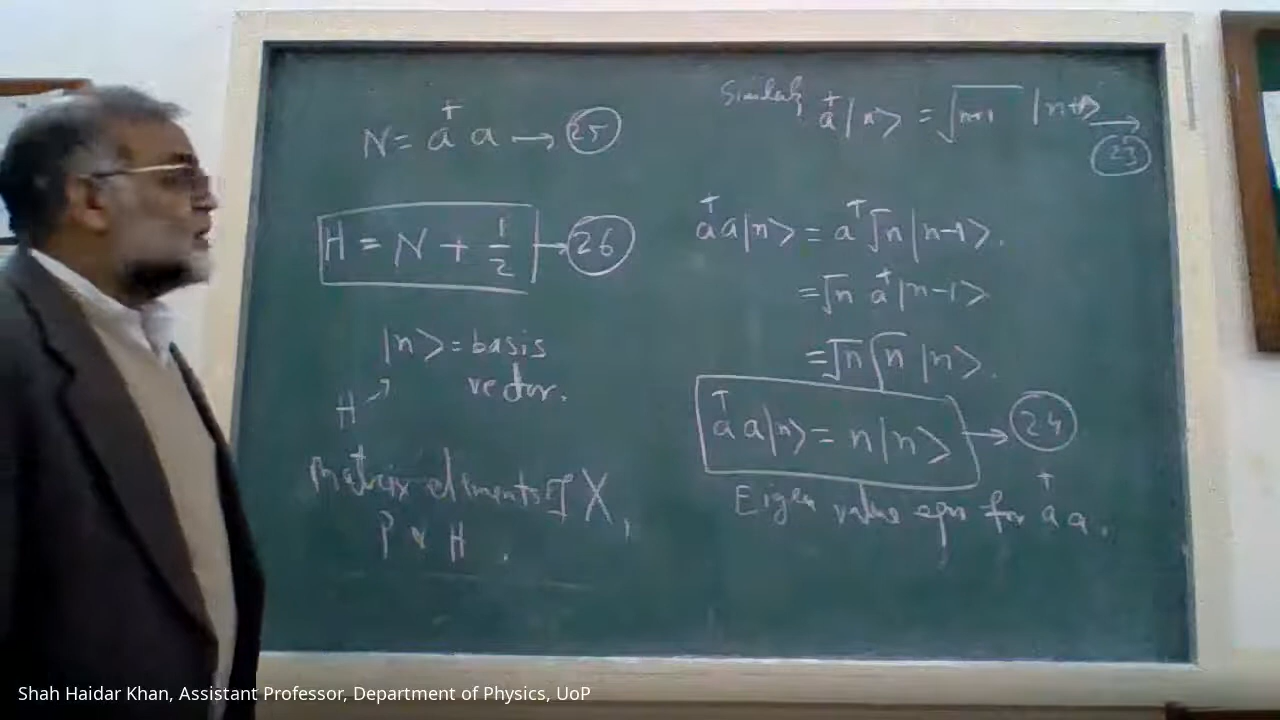 N = a† a → (25)
H = N + 1/2 → (26)
|n> = basis
vector.
H
Matrix elements of X,
P & H.
Similarly a†|n> = √n+1 |n+1> → (23)
a†a|n> = a†√n|n-1>.
= √n a†|n-1>
= √n √n |n>.
a†a|n> = n|n> → (24)
Eigen value eqn for a†a.
Shah Haidar Khan, Assistant Professor, Department of Physics, UoP